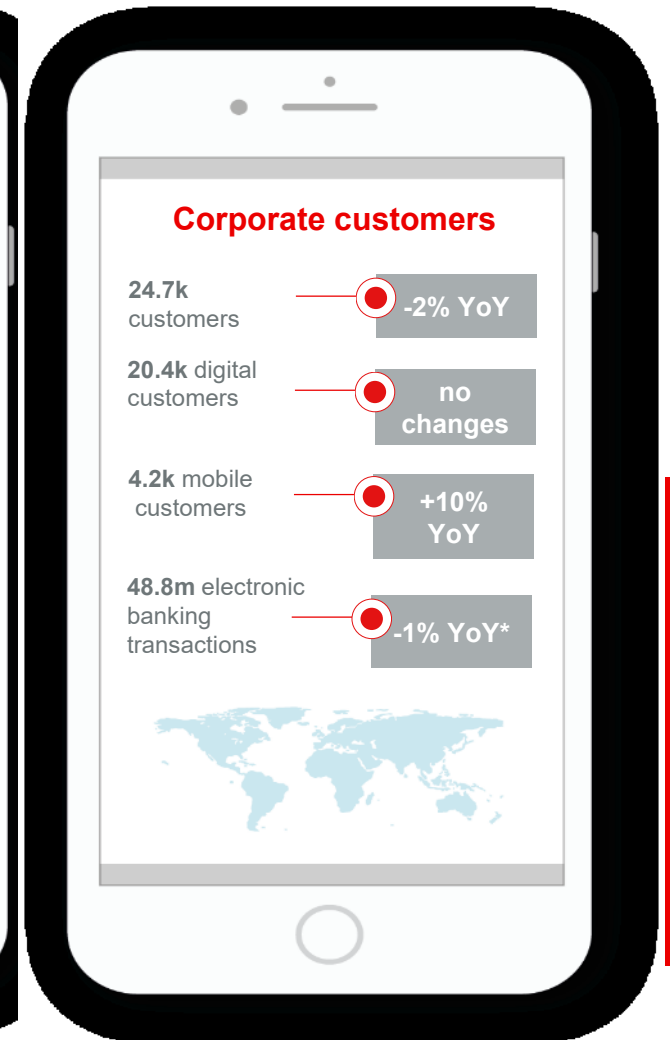 Corporate customers
24.7k
customers
-2% YoY
20.4k digital
customers
no
changes
4.2k mobile
customers
+10%
YoY
48.8m electronic
banking
transactions
-1% YoY*